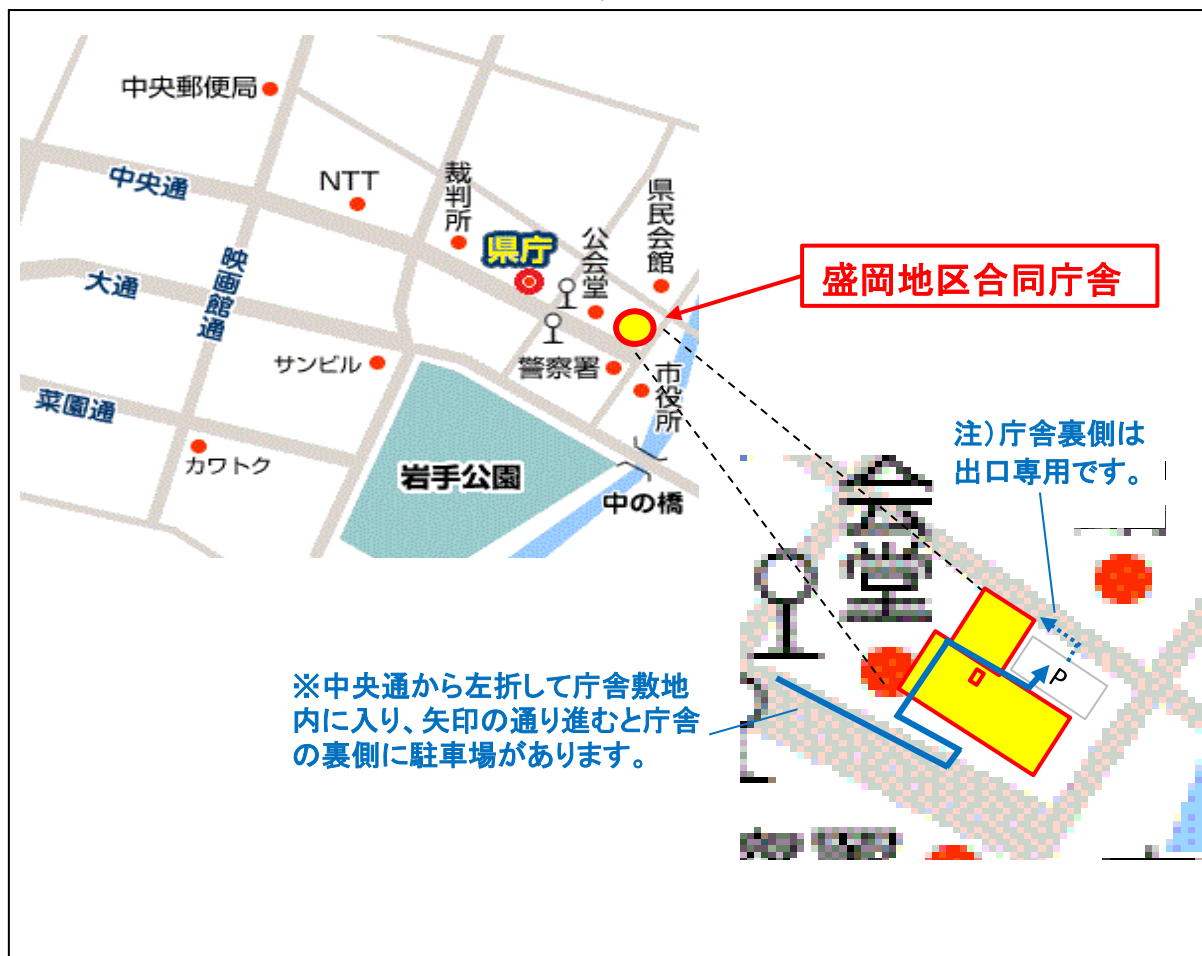 中央郵便局
中央通
NTT
裁判所
県庁
公会堂
県民会館
盛岡地区合同庁舎
映画館通
大通
サンビル
警察署
市役所
菜園通
カワトク
岩手公園
中の橋
注)庁舎裏側は
出口専用です。
会堂
P
※中央通から左折して庁舎敷地
内に入り、矢印の通り進むと庁舎
の裏側に駐車場があります。